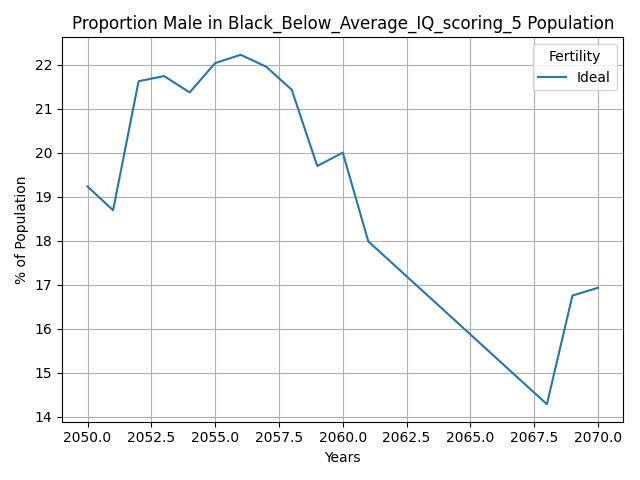 Proportion Male in Black_Below_Average_IQ_scoring_5 Population
Fertility
Ideal
22
21
20
19
18
17
16
15
14
% of Population
2050.0 2052.5 2055.0 2057.5 2060.0 2062.5 2065.0 2067.5 2070.0
Years